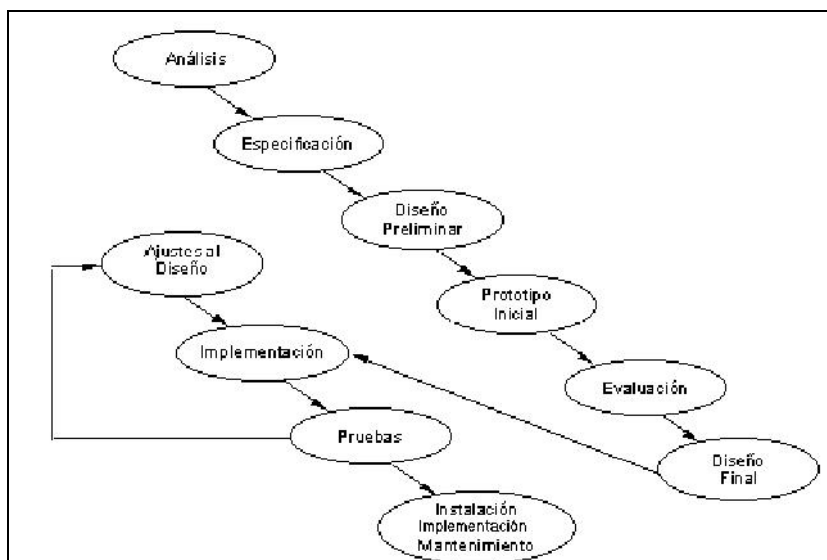 Análisis
Especificación
Diseño
Preliminar
Ajustes al
Diseño
Prototipo
Inicial
Implementación
Evaluación
Pruebas
Diseño
Final
Instalación
Implementación
Mantenimiento